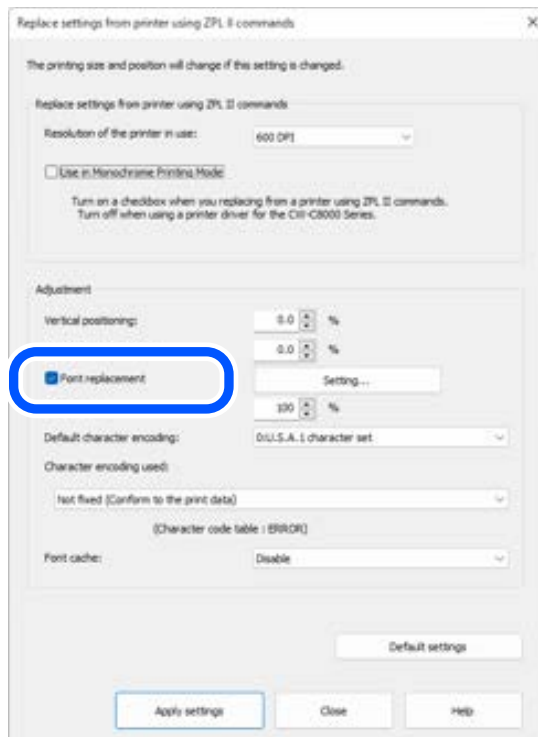 Replace settings from printer using ZPL II commands
The printing size and position will change if this setting is changed.
Replace settings from printer using ZPL II commands
Resolution of the printer in use: 600 DPI
Use in Monochrome Printing Mode
Turn on a checkbox when you replacing from a printer using ZPL II commands.
Turn off when using a printer driver for the CW-C8000 Series.
Adjustment
Vertical positioning: 0.0 %
0.0 %
Font replacement Setting...
100 %
Default character encoding: 0:U.S.A. 1 character set
Character encoding used:
Not fixed (Conform to the print data)
(Character code table : ERROR)
Font cache: Disable
Default settings
Apply settings Close Help